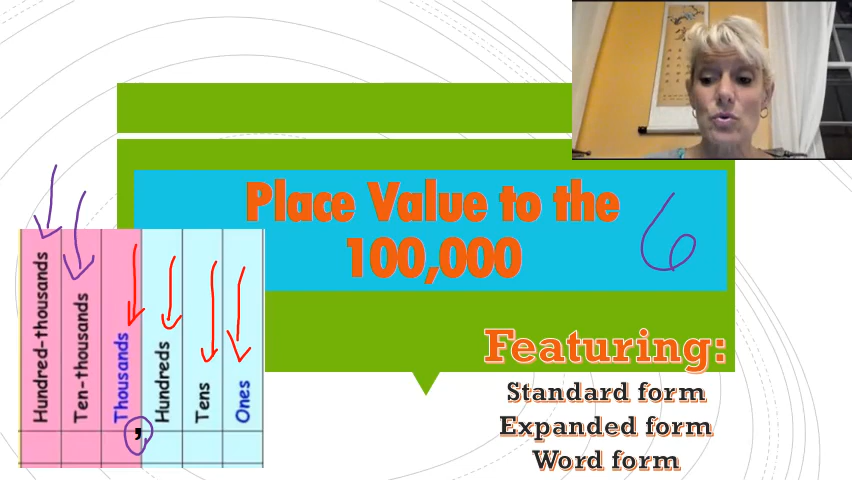 Place Value to the
100,000
6
Hundred-thousands
Ten-thousands
Thousands
,
Hundreds
Tens
Ones
Featuring:
Standard form
Expanded form
Word form